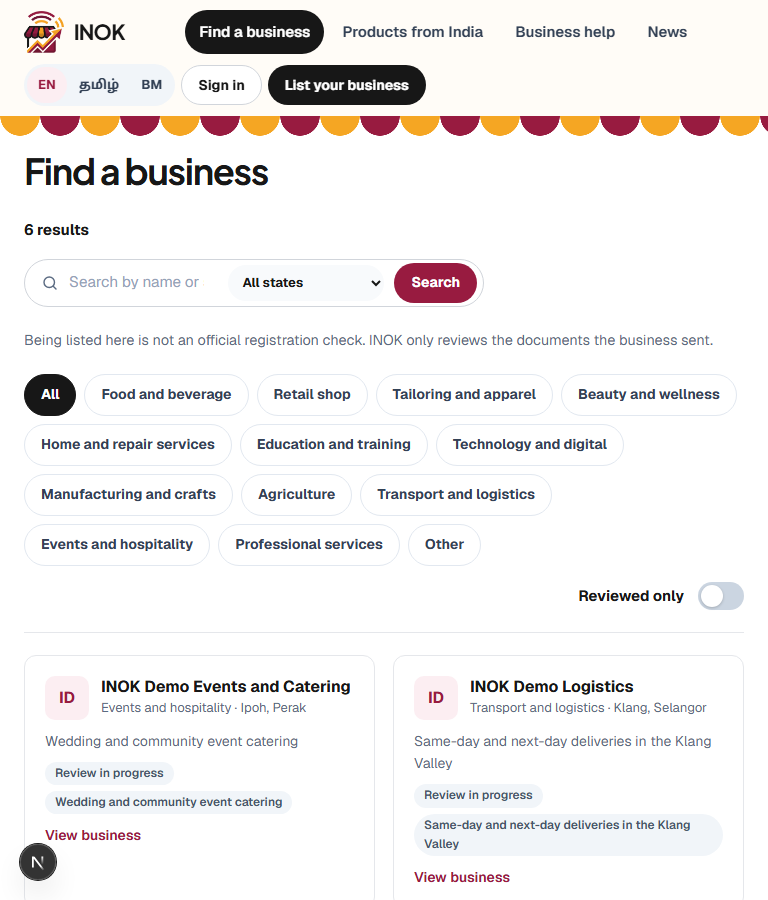 INOK
Find a business
Products from India
Business help
News
EN
தமிழ்
BM
Sign in
List your business
Find a business
6 results
Search by name or
All states
Search
Being listed here is not an official registration check. INOK only reviews the documents the business sent.
All
Food and beverage
Retail shop
Tailoring and apparel
Beauty and wellness
Home and repair services
Education and training
Technology and digital
Manufacturing and crafts
Agriculture
Transport and logistics
Events and hospitality
Professional services
Other
Reviewed only
ID
INOK Demo Events and Catering
Events and hospitality · Ipoh, Perak
Wedding and community event catering
Review in progress
Wedding and community event catering
View business
ID
INOK Demo Logistics
Transport and logistics · Klang, Selangor
Same-day and next-day deliveries in the Klang
Valley
Review in progress
Same-day and next-day deliveries in the Klang
Valley
View business
N